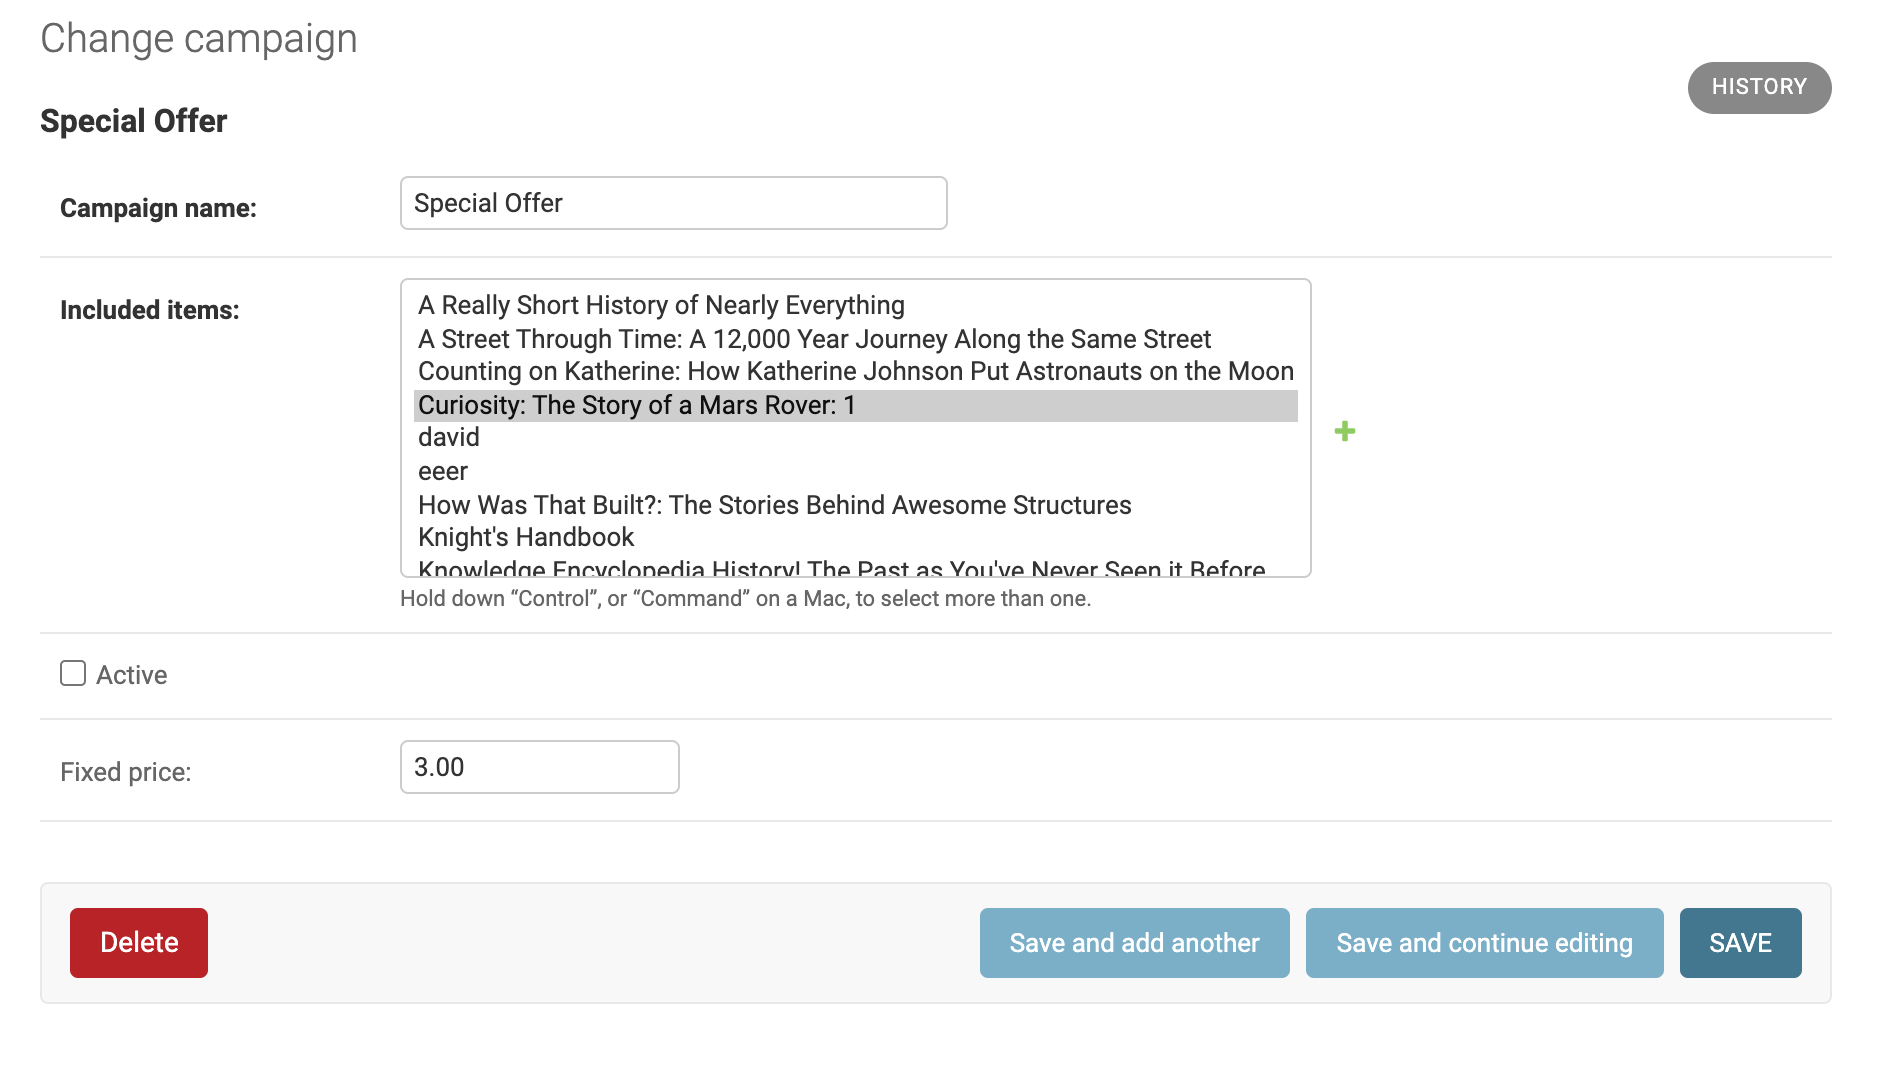 Change campaign
HISTORY
Special Offer
Campaign name:
Special Offer
Included items:
A Really Short History of Nearly Everything
A Street Through Time: A 12,000 Year Journey Along the Same Street
Counting on Katherine: How Katherine Johnson Put Astronauts on the Moon
Curiosity: The Story of a Mars Rover: 1
david
eeer
How Was That Built?: The Stories Behind Awesome Structures
Knight's Handbook
Knowledge Encyclopedia History! The Past as You've Never Seen it Before
Hold down “Control”, or “Command” on a Mac, to select more than one.
Active
Fixed price:
3.00
Delete
Save and add another
Save and continue editing
SAVE